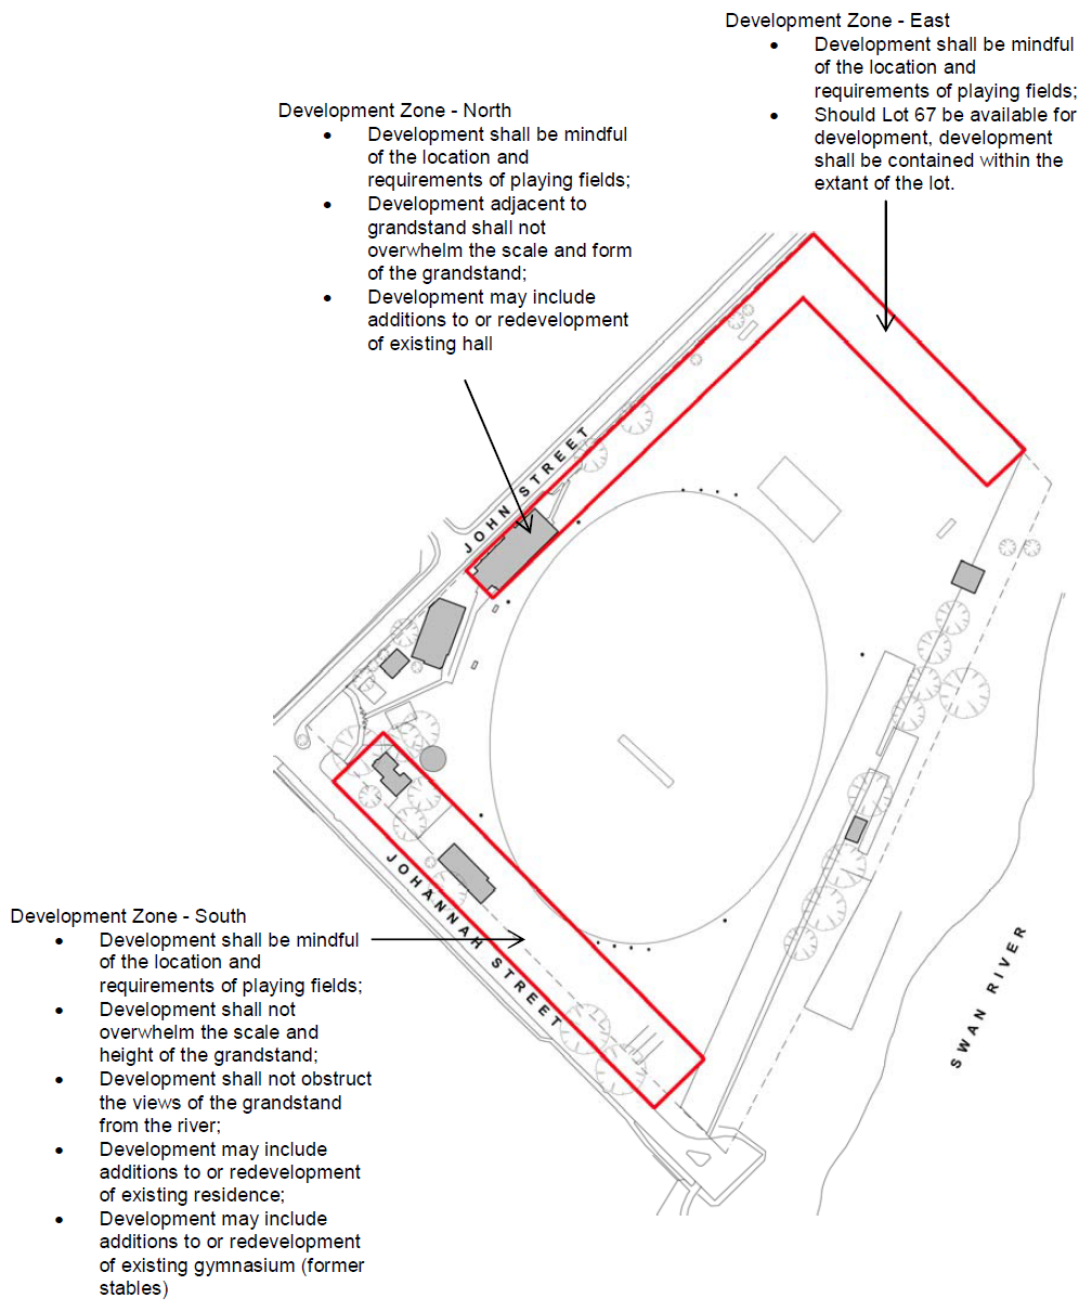 Development Zone - East
• Development shall be mindful
of the location and
requirements of playing fields;
• Should Lot 67 be available for
development, development
shall be contained within the
extant of the lot.
Development Zone - North
• Development shall be mindful
of the location and
requirements of playing fields;
• Development adjacent to
grandstand shall not
overwhelm the scale and form
of the grandstand;
• Development may include
additions to or redevelopment
of existing hall
JOHN STREET
JOHANNAH STREET
SWAN RIVER
Development Zone - South
• Development shall be mindful
of the location and
requirements of playing fields;
• Development shall not
overwhelm the scale and
height of the grandstand;
• Development shall not obstruct
the views of the grandstand
from the river;
• Development may include
additions to or redevelopment
of existing residence;
• Development may include
additions to or redevelopment
of existing gymnasium (former
stables)